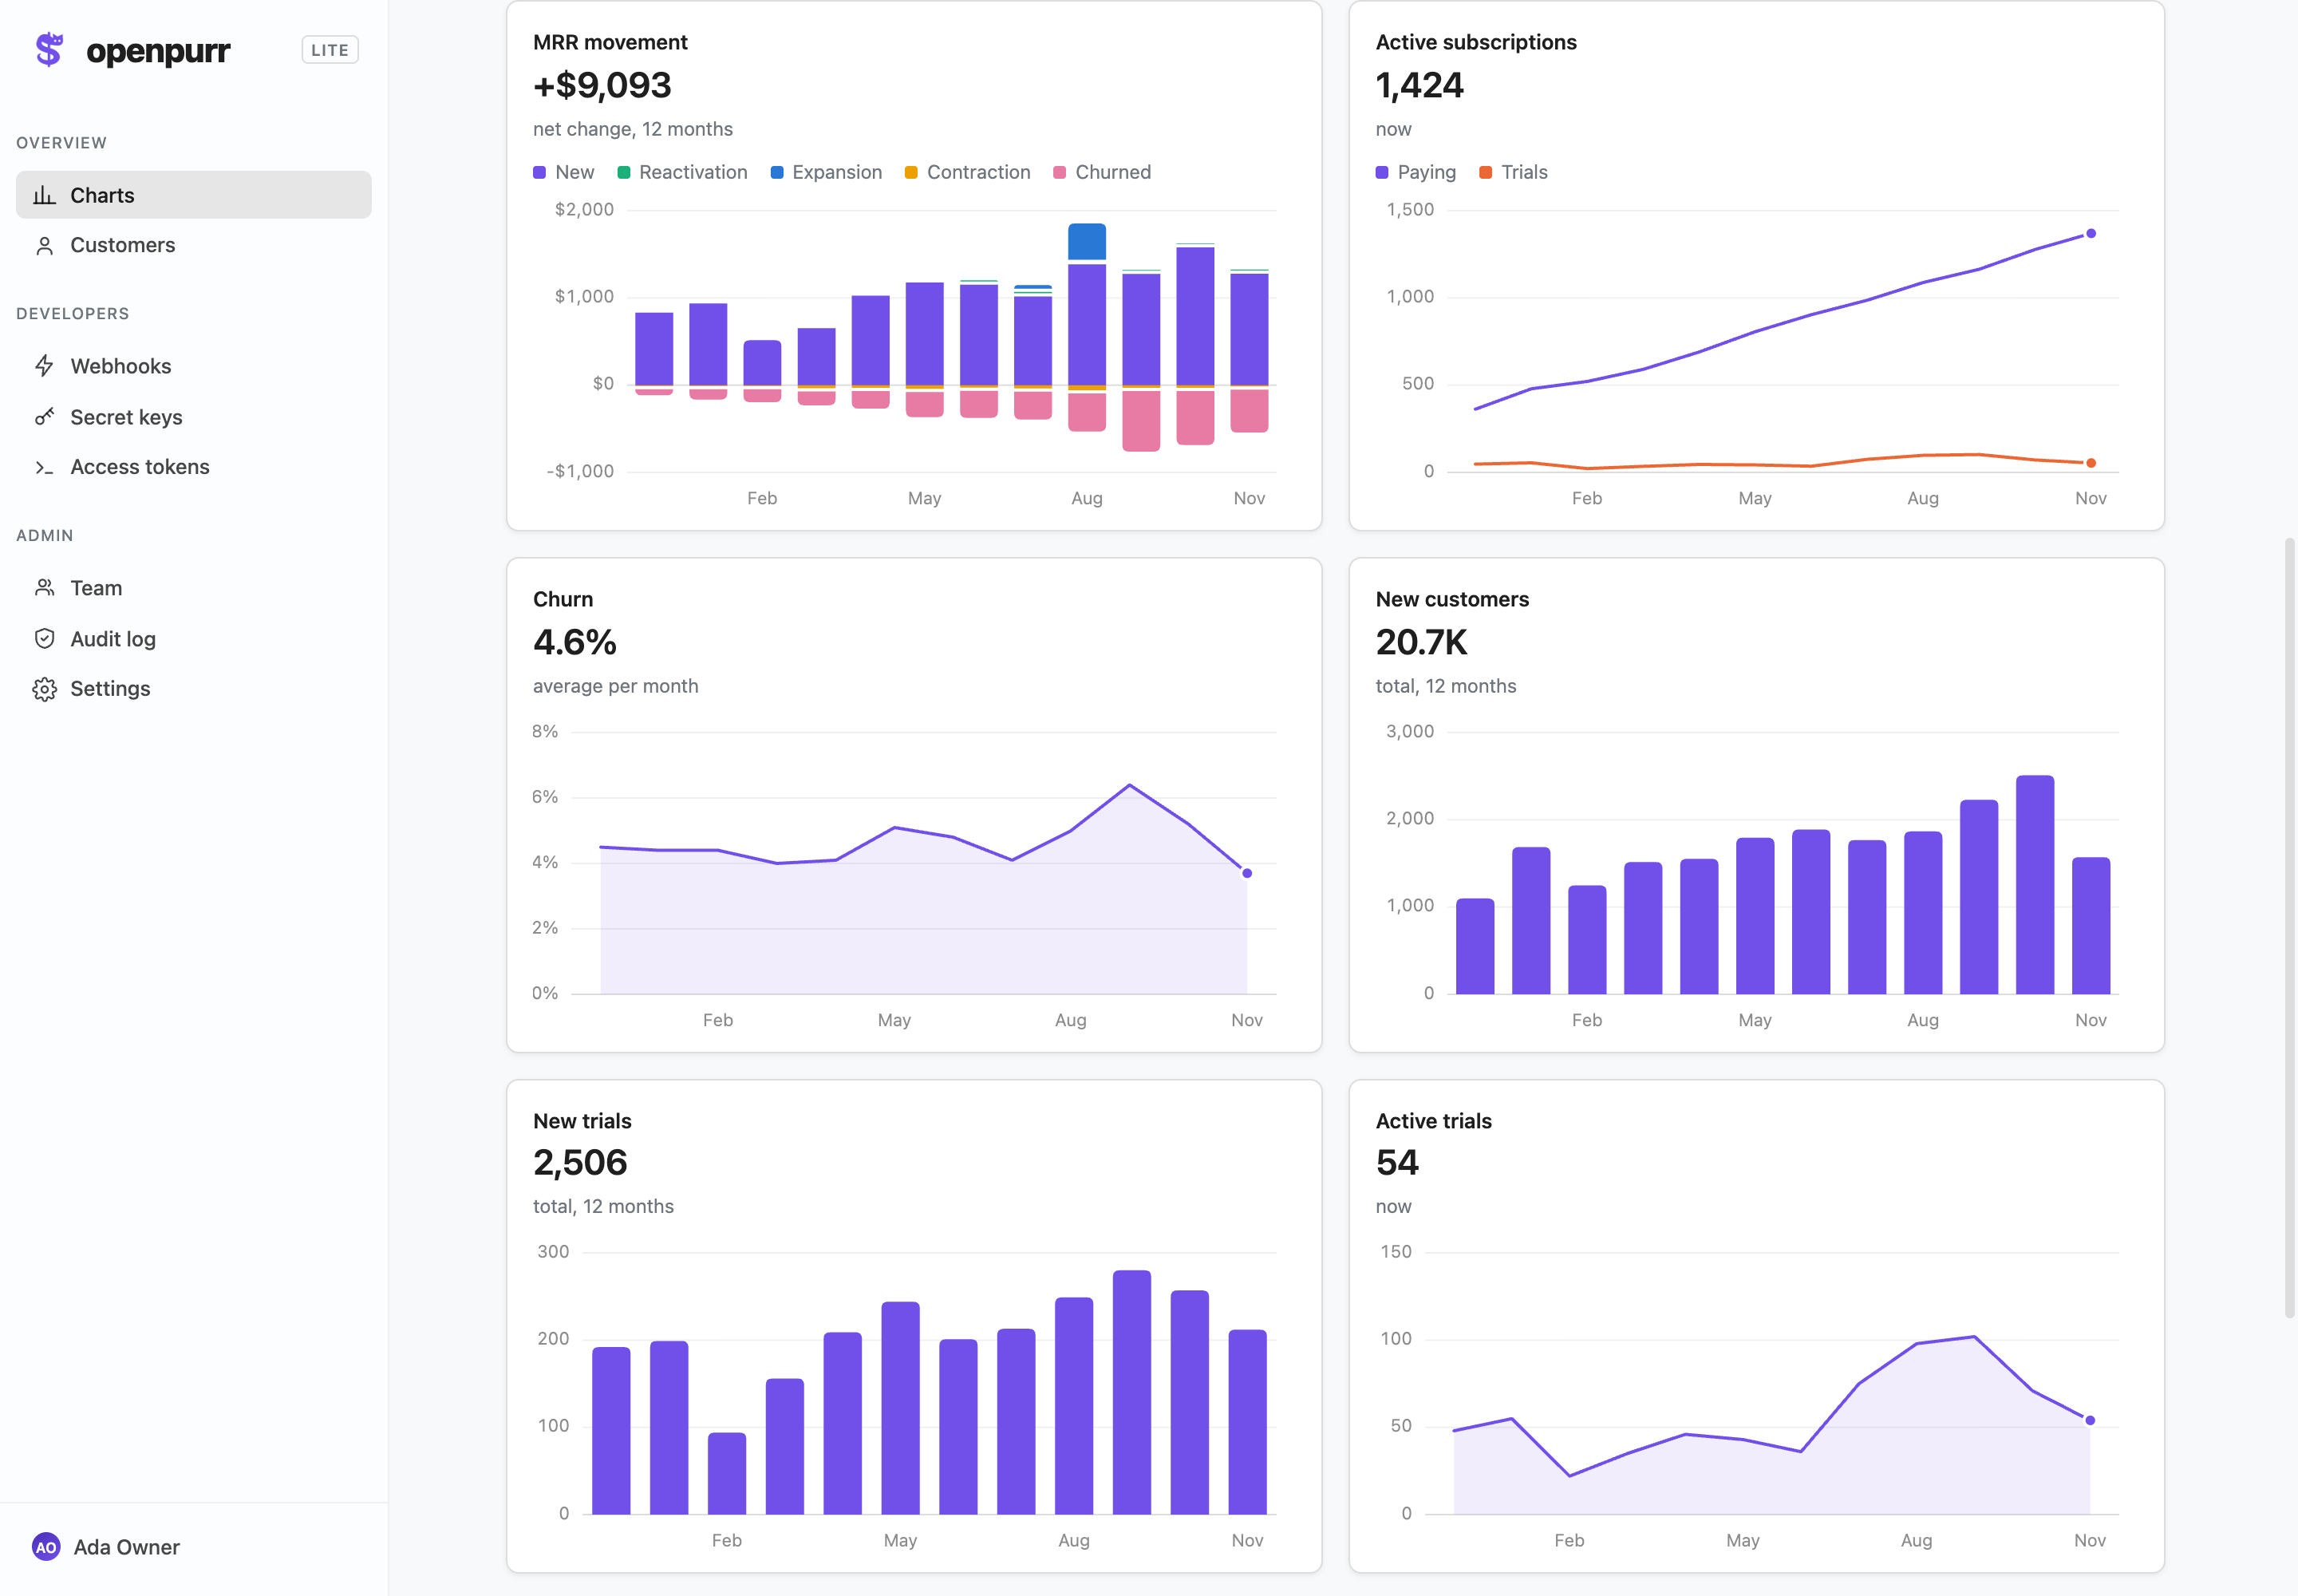 openpurr
LITE
OVERVIEW
Charts
Customers
DEVELOPERS
Webhooks
Secret keys
Access tokens
ADMIN
Team
Audit log
Settings
AO
Ada Owner
MRR movement
+$9,093
net change, 12 months
New Reactivation Expansion Contraction Churned
$2,000
$1,000
$0
-$1,000
Feb May Aug Nov
Active subscriptions
1,424
now
Paying Trials
1,500
1,000
500
0
Feb May Aug Nov
Churn
4.6%
average per month
8%
6%
4%
2%
0%
Feb May Aug Nov
New customers
20.7K
total, 12 months
3,000
2,000
1,000
0
Feb May Aug Nov
New trials
2,506
total, 12 months
300
200
100
0
Feb May Aug Nov
Active trials
54
now
150
100
50
0
Feb May Aug Nov